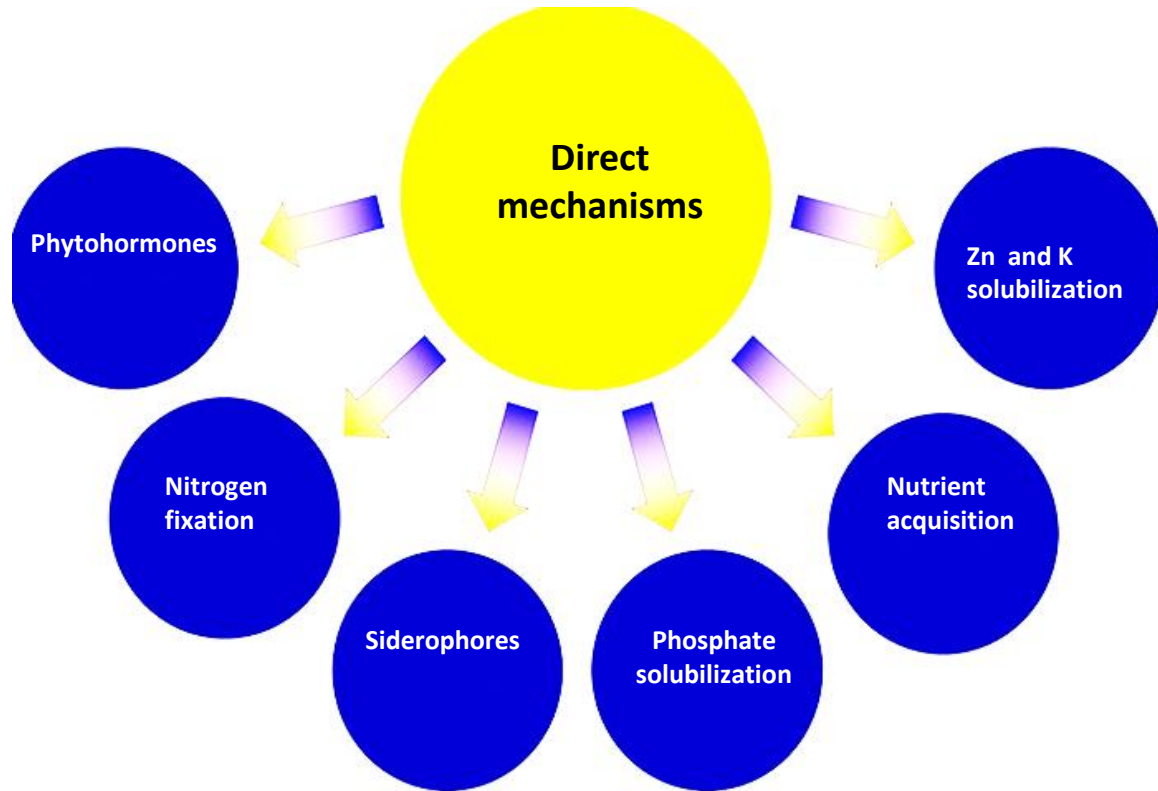 Direct
mechanisms
Phytohormones
Nitrogen
fixation
Siderophores
Phosphate
solubilization
Nutrient
acquisition
Zn and K
solubilization